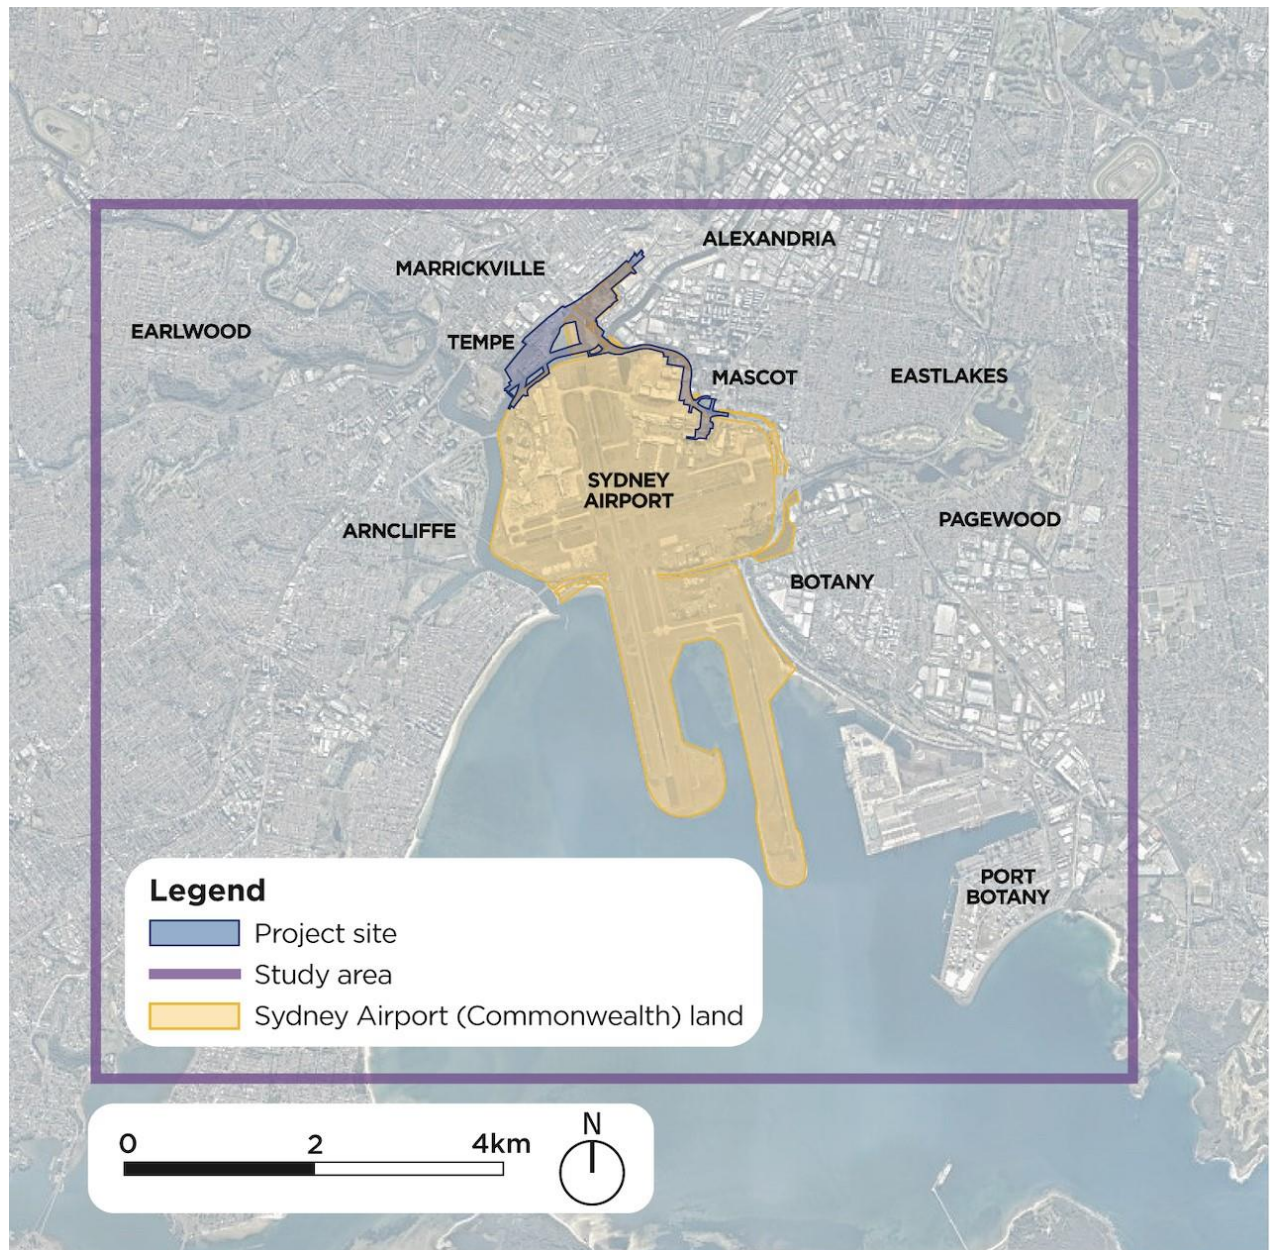 ALEXANDRIA
MARRICKVILLE
EARLWOOD
TEMPE
MASCOT
EASTLAKES
SYDNEY
AIRPORT
ARNCLIFFE
PAGEWOOD
BOTANY
PORT
BOTANY
Legend
Project site
Study area
Sydney Airport (Commonwealth) land
0 2 4km
N